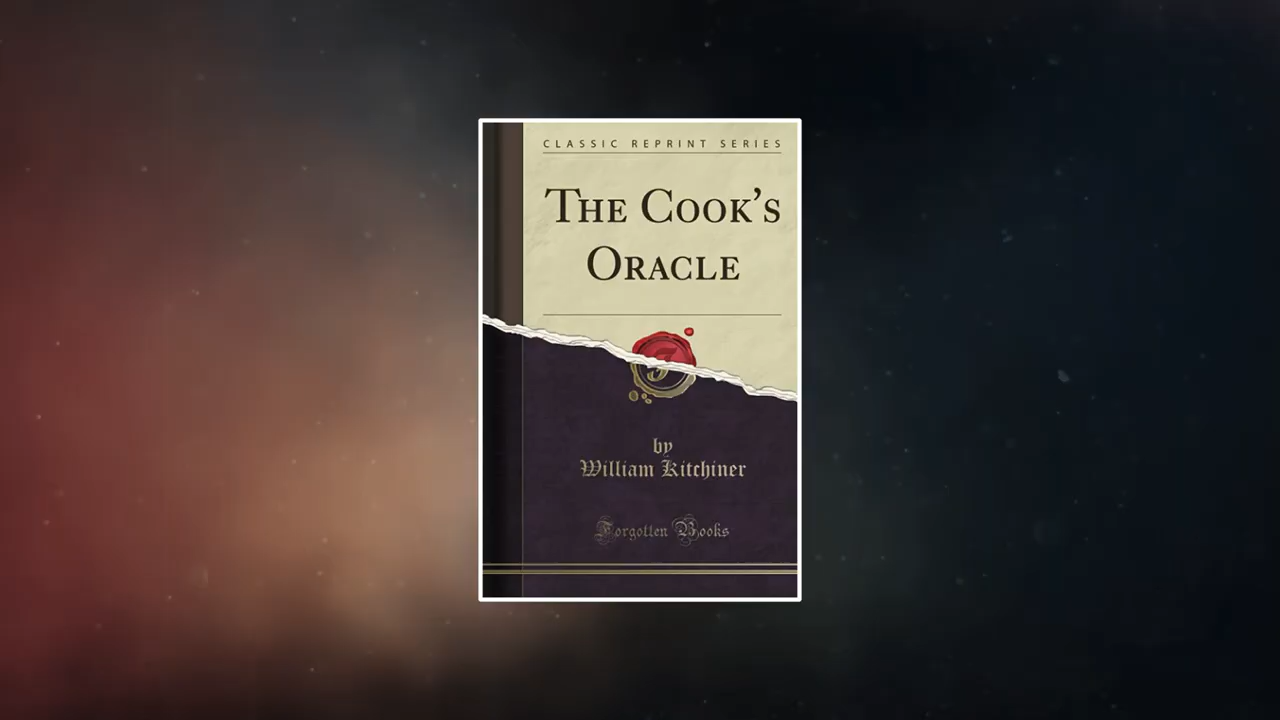 CLASSIC REPRINT SERIES
THE COOK'S
ORACLE
by
William Kitchiner
Forgotten Books